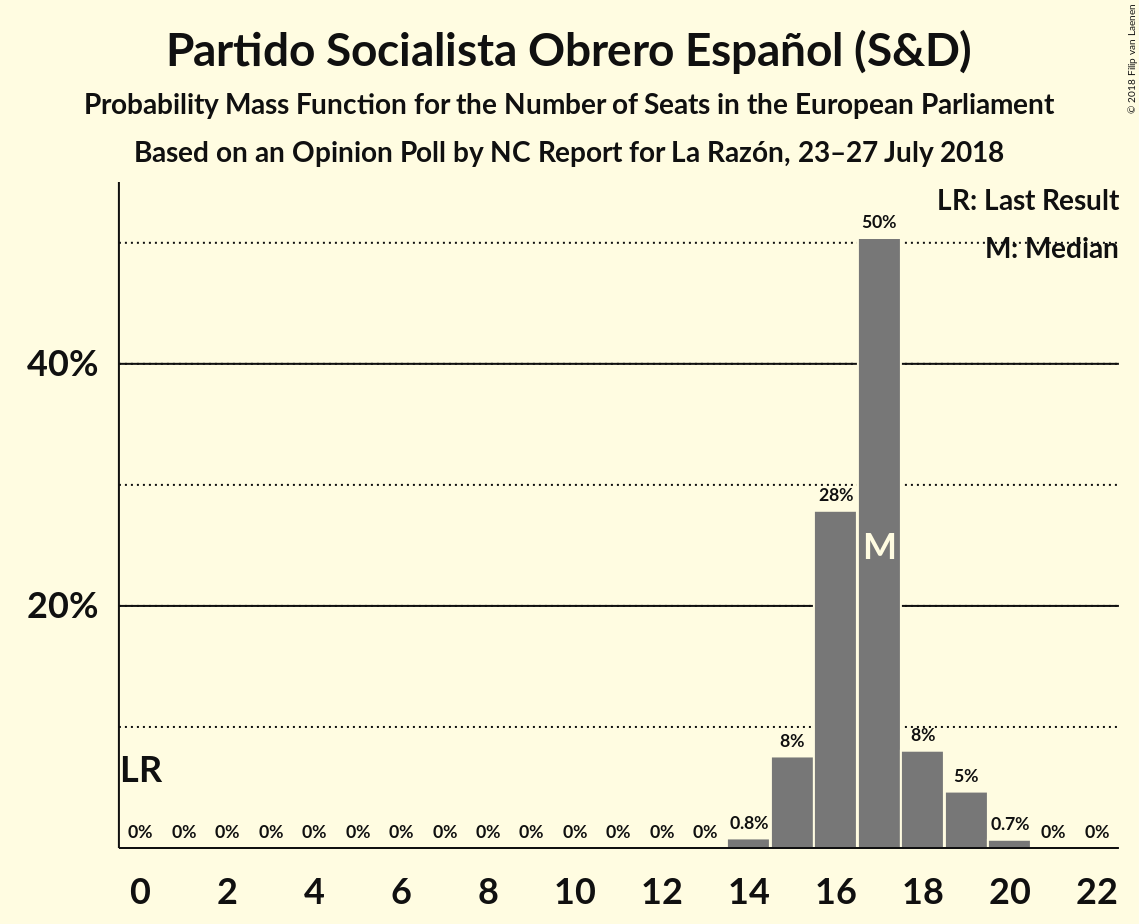 Partido Socialista Obrero Español (S&D)
Probability Mass Function for the Number of Seats in the European Parliament
Based on an Opinion Poll by NC Report for La Razón, 23–27 July 2018
© 2018 Filip van Laenen
LR: Last Result
M: Median
40%
20%
LR
0% 0% 0% 0% 0% 0% 0% 0% 0% 0% 0% 0% 0% 0% 0.8% 8% 28% 50% 8% 5% 0.7% 0% 0%
M
0 2 4 6 8 10 12 14 16 18 20 22